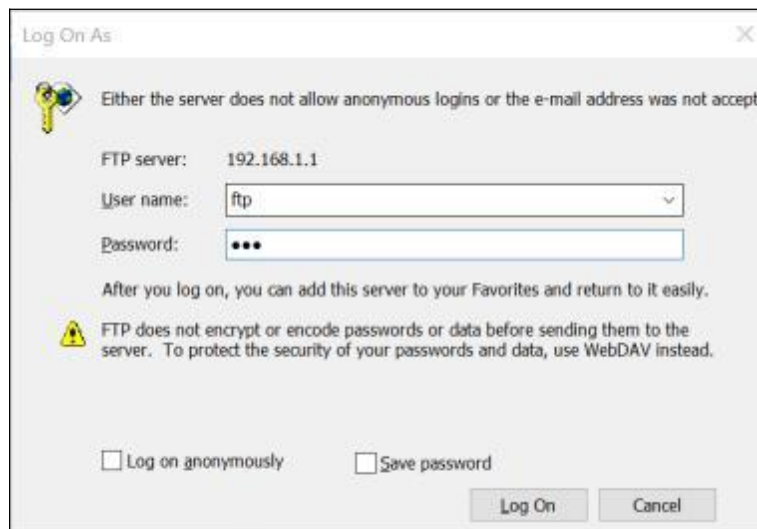 Log On As
Either the server does not allow anonymous logins or the e-mail address was not accept
FTP server: 192.168.1.1
User name: ftp
Password: •••
After you log on, you can add this server to your Favorites and return to it easily.
FTP does not encrypt or encode passwords or data before sending them to the
server. To protect the security of your passwords and data, use WebDAV instead.
Log on anonymously Save password
Log On Cancel